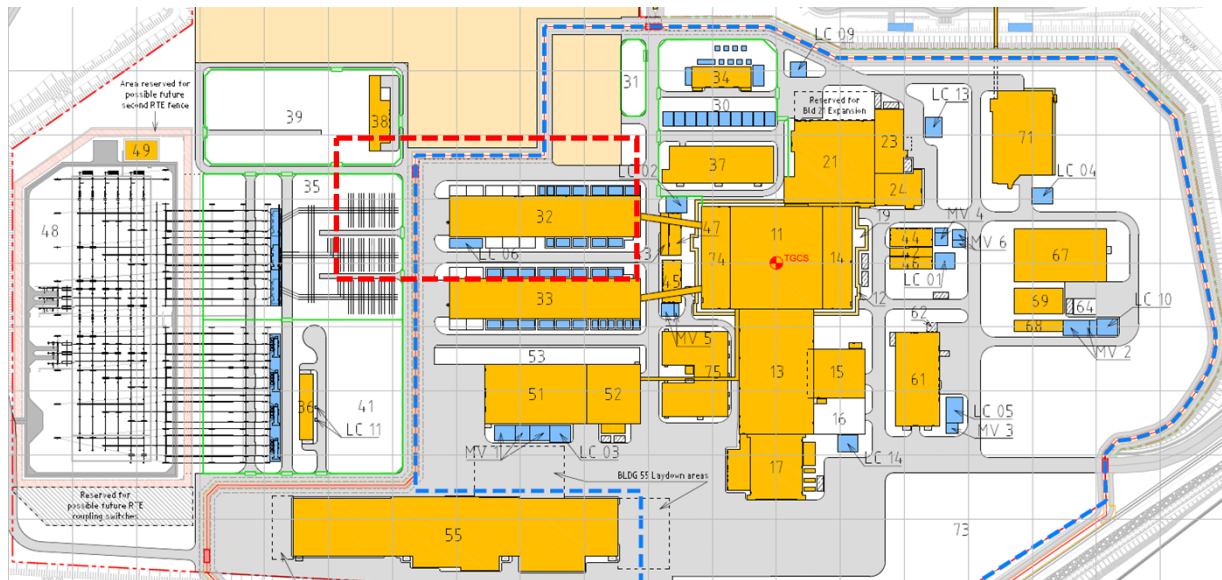 LC 09
31
34
Area reserved for
possible future
second RTE fence
39
38
30
Reserved for
Bld 21 Expansion
LC 13
23
71
49
21
37
LC 02
35
24
LC 04
48
32
47
11
19
44
MV 4
MV 6
LC 06
74
TGCS
14
46
LC 01
67
45
33
12
69
64
LC 10
68
MV 5
62
MV 2
53
75
13
15
51
52
61
36
41
LC 11
16
LC 05
MV 3
MV 1
LC 03
LC 14
17
BLDG 55 Laydown areas
Reserved for
possible future RTE
coupling switches
55
73